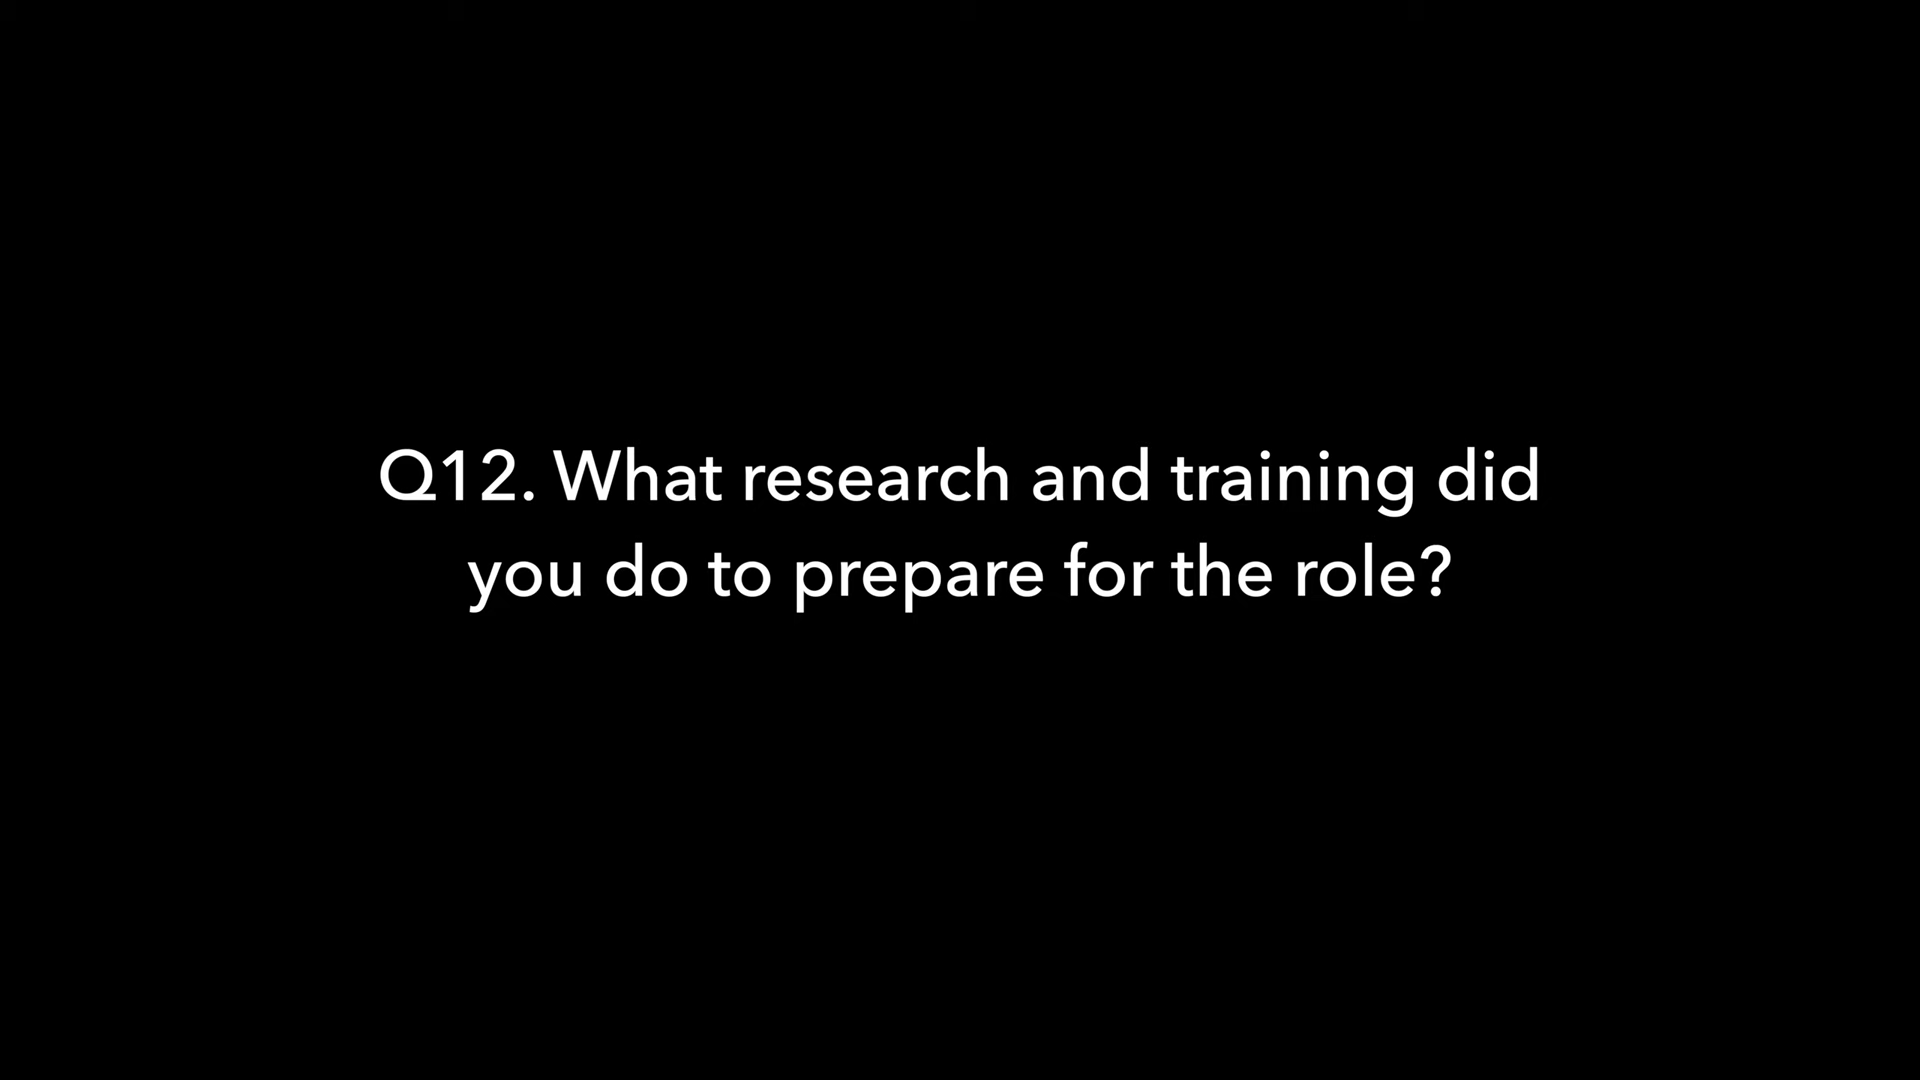 Q12. What research and training did
you do to prepare for the role?